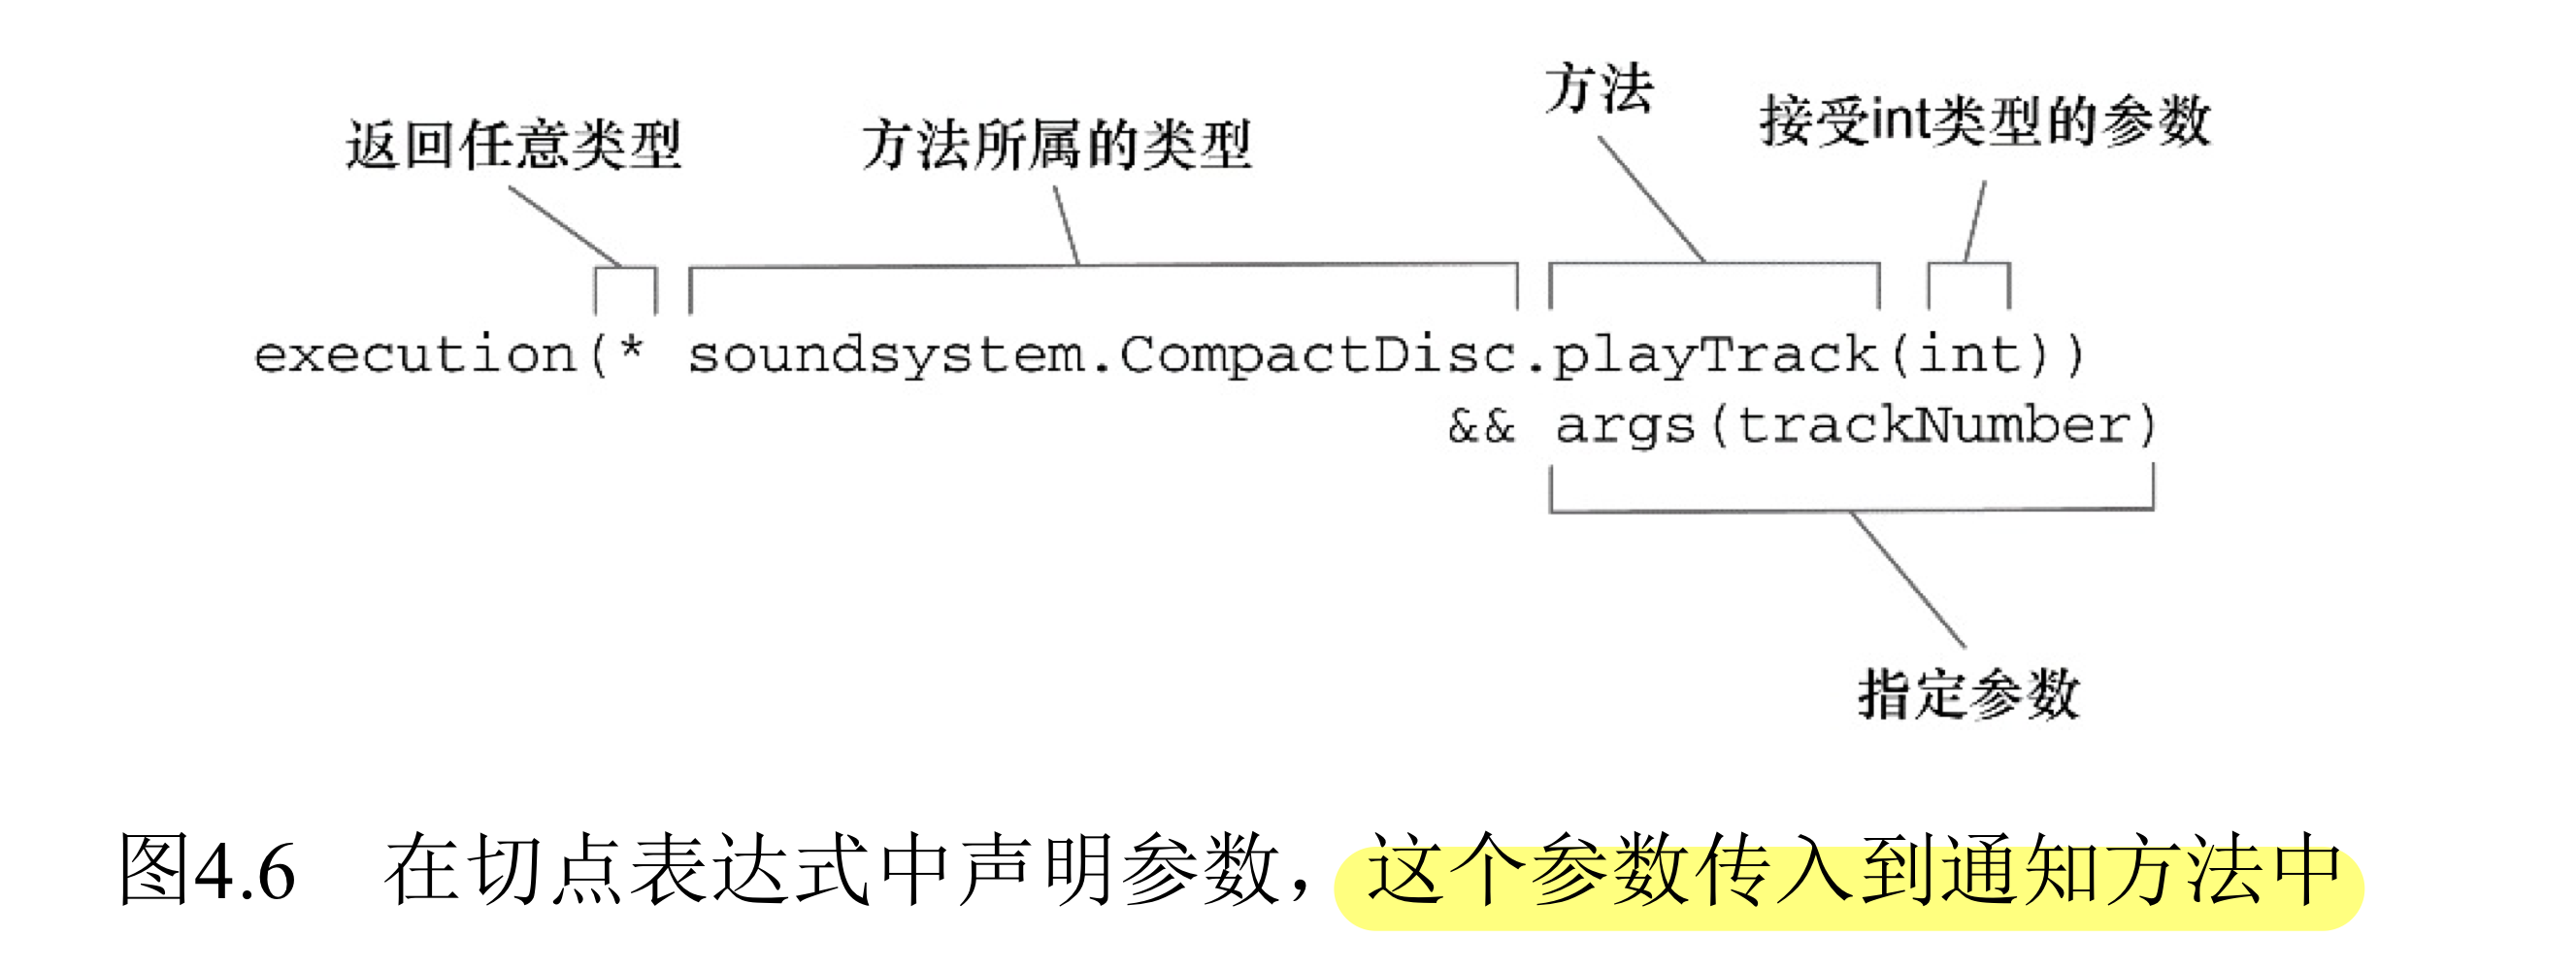 方法
返回任意类型 方法所属的类型 接受int类型的参数
execution(* soundsystem.CompactDisc.playTrack(int))
&& args(trackNumber)
指定参数
图4.6 在切点表达式中声明参数，这个参数传入到通知方法中